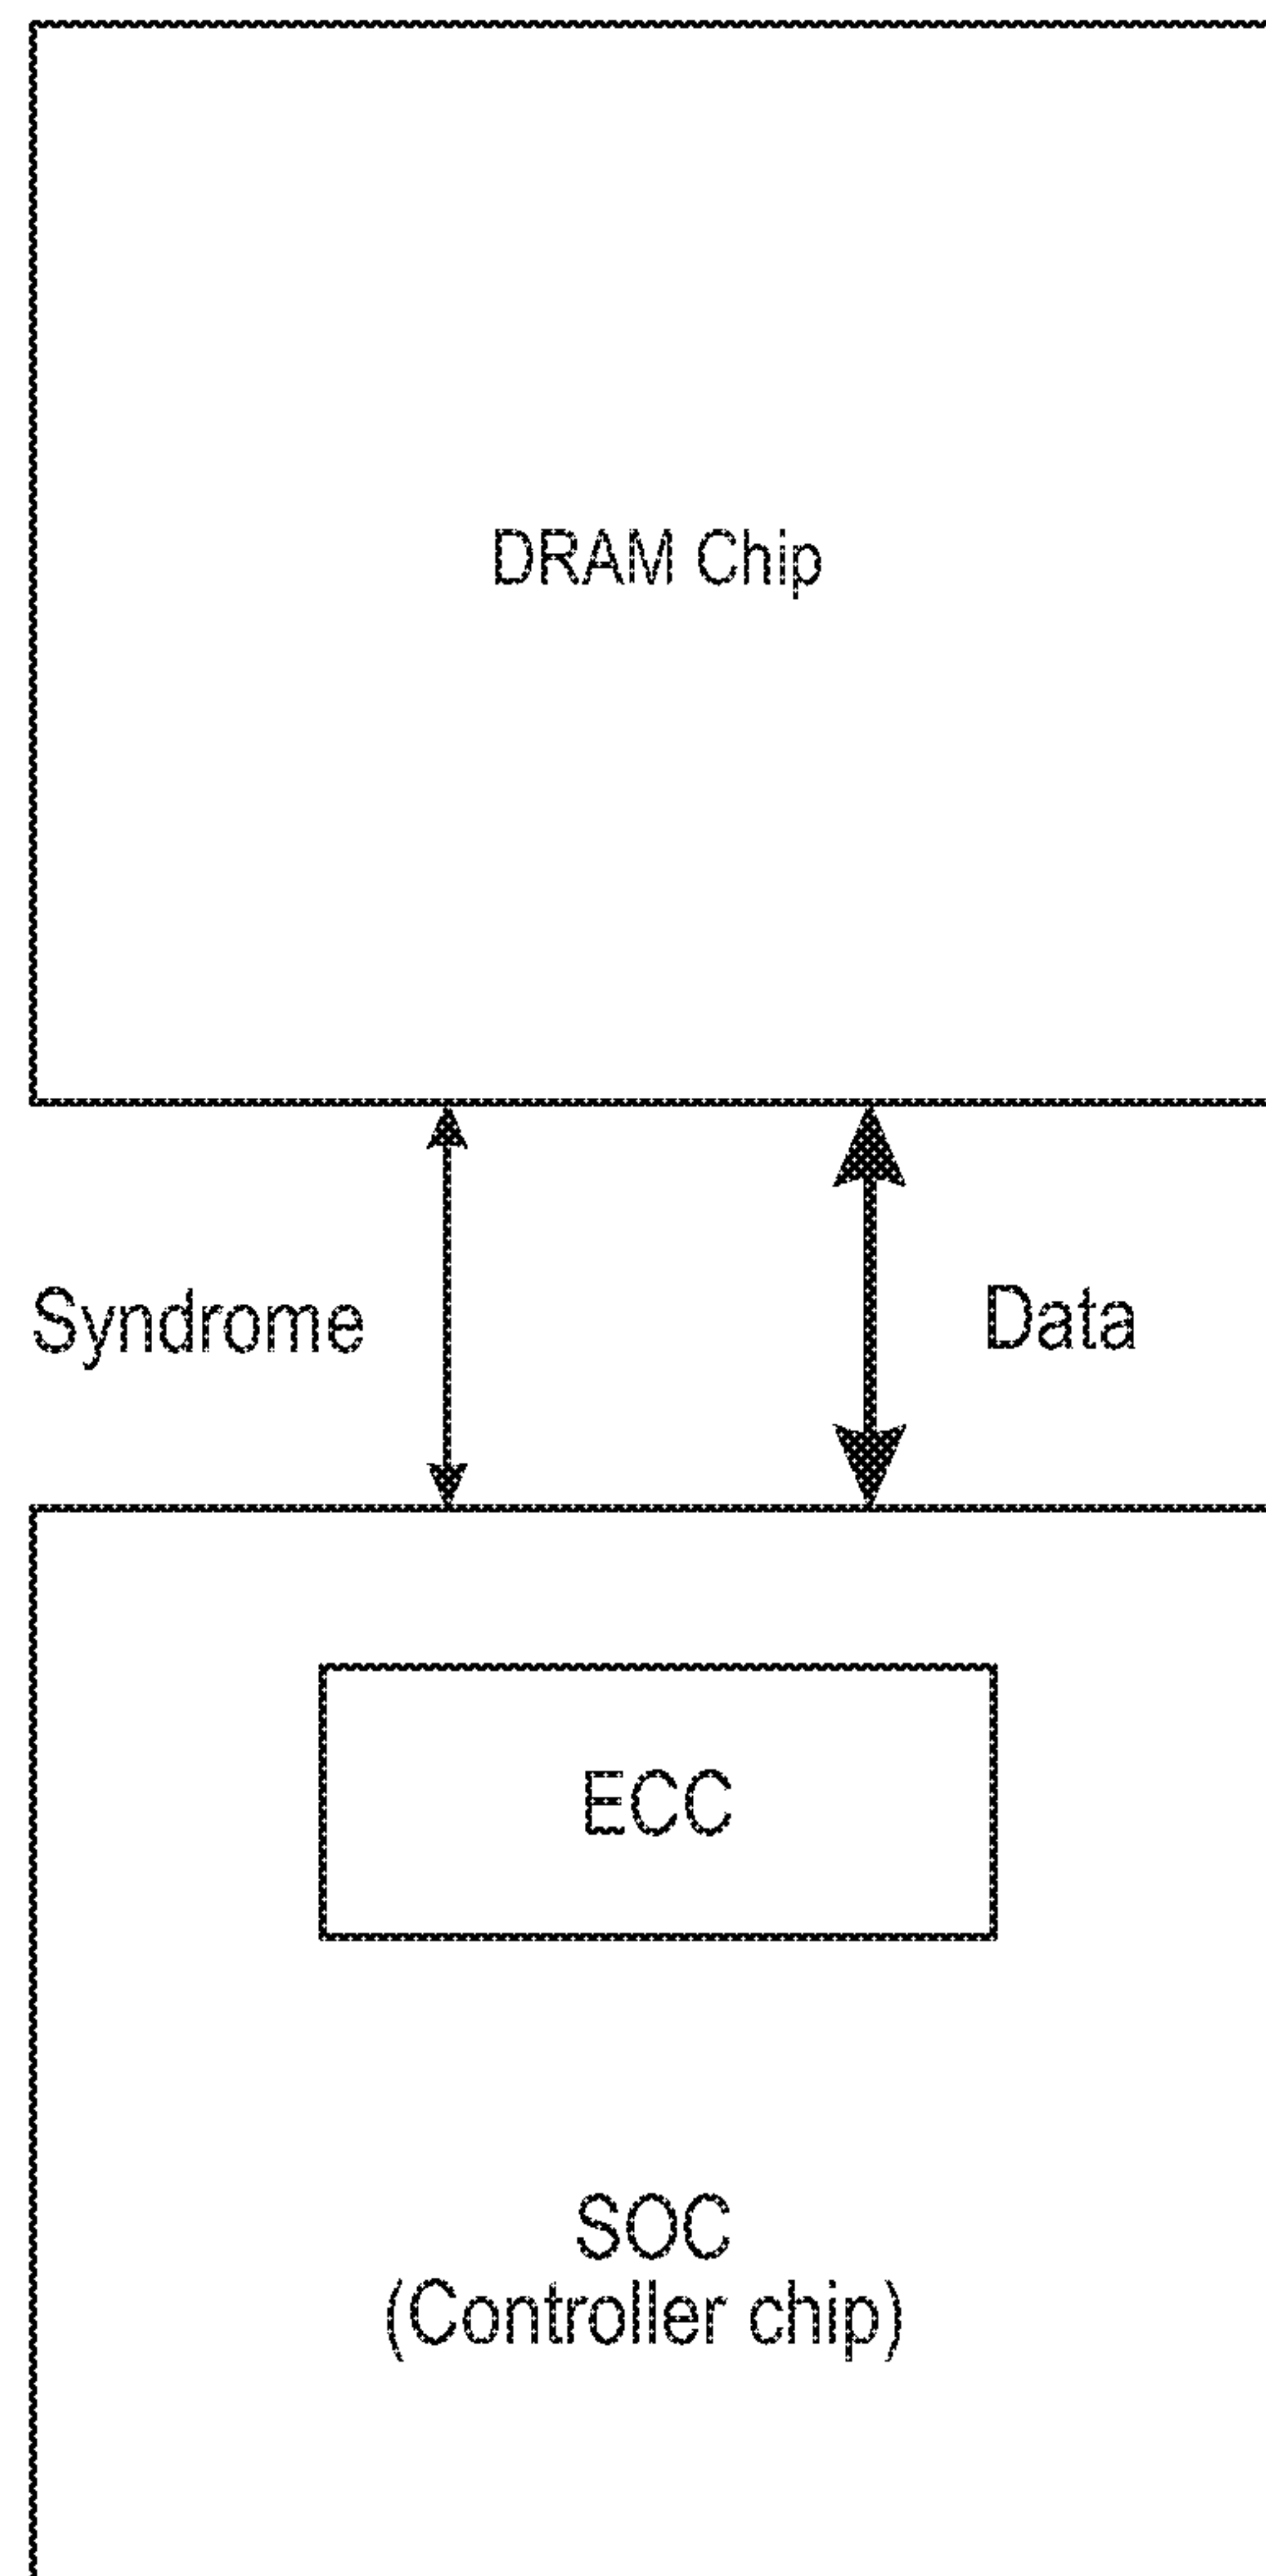 DRAM Chip
Syndrome
Data
ECC
SOC
(Controller chip)